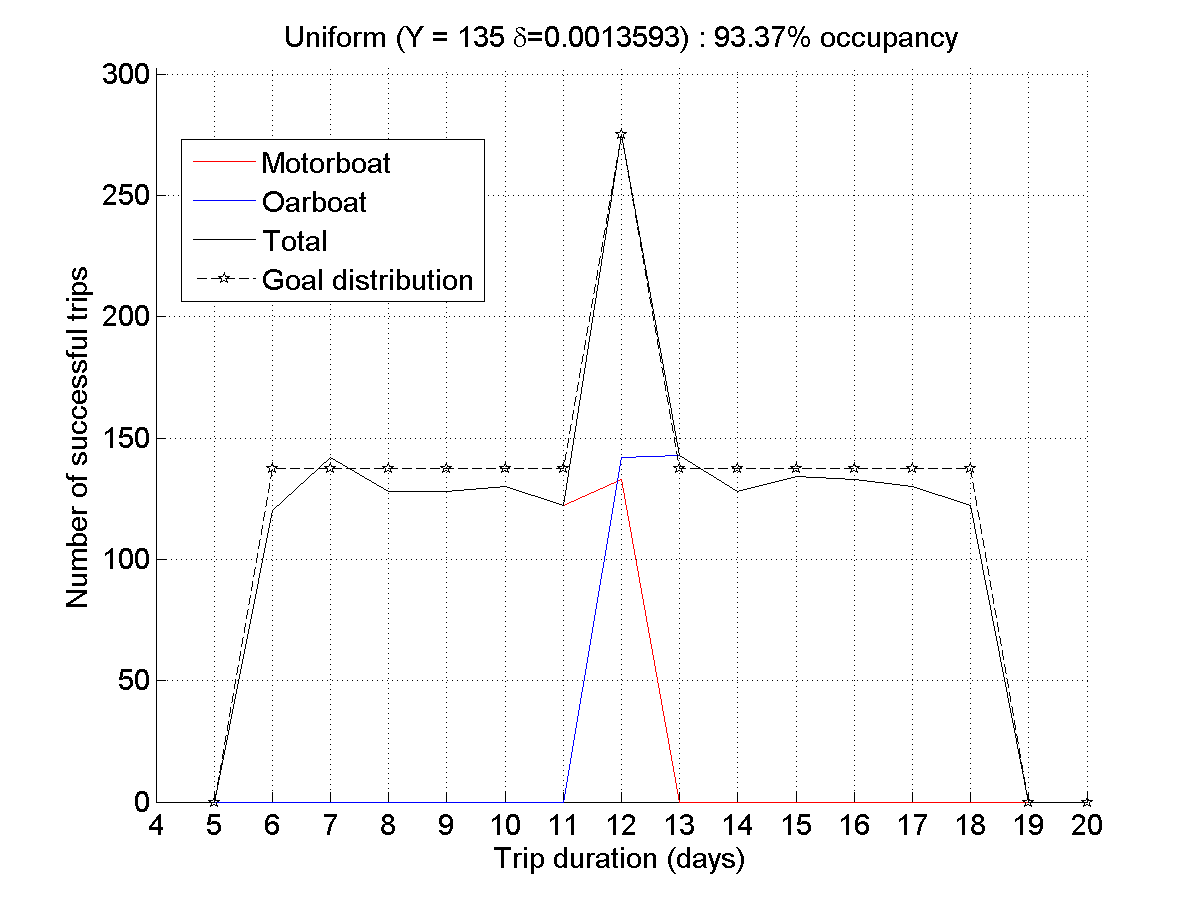 Uniform (Y = 135 δ=0.0013593) : 93.37% occupancy
300
250
200
150
100
50
0
Number of successful trips
Motorboat
Oarboat
Total
Goal distribution
4 5 6 7 8 9 10 11 12 13 14 15 16 17 18 19 20
Trip duration (days)